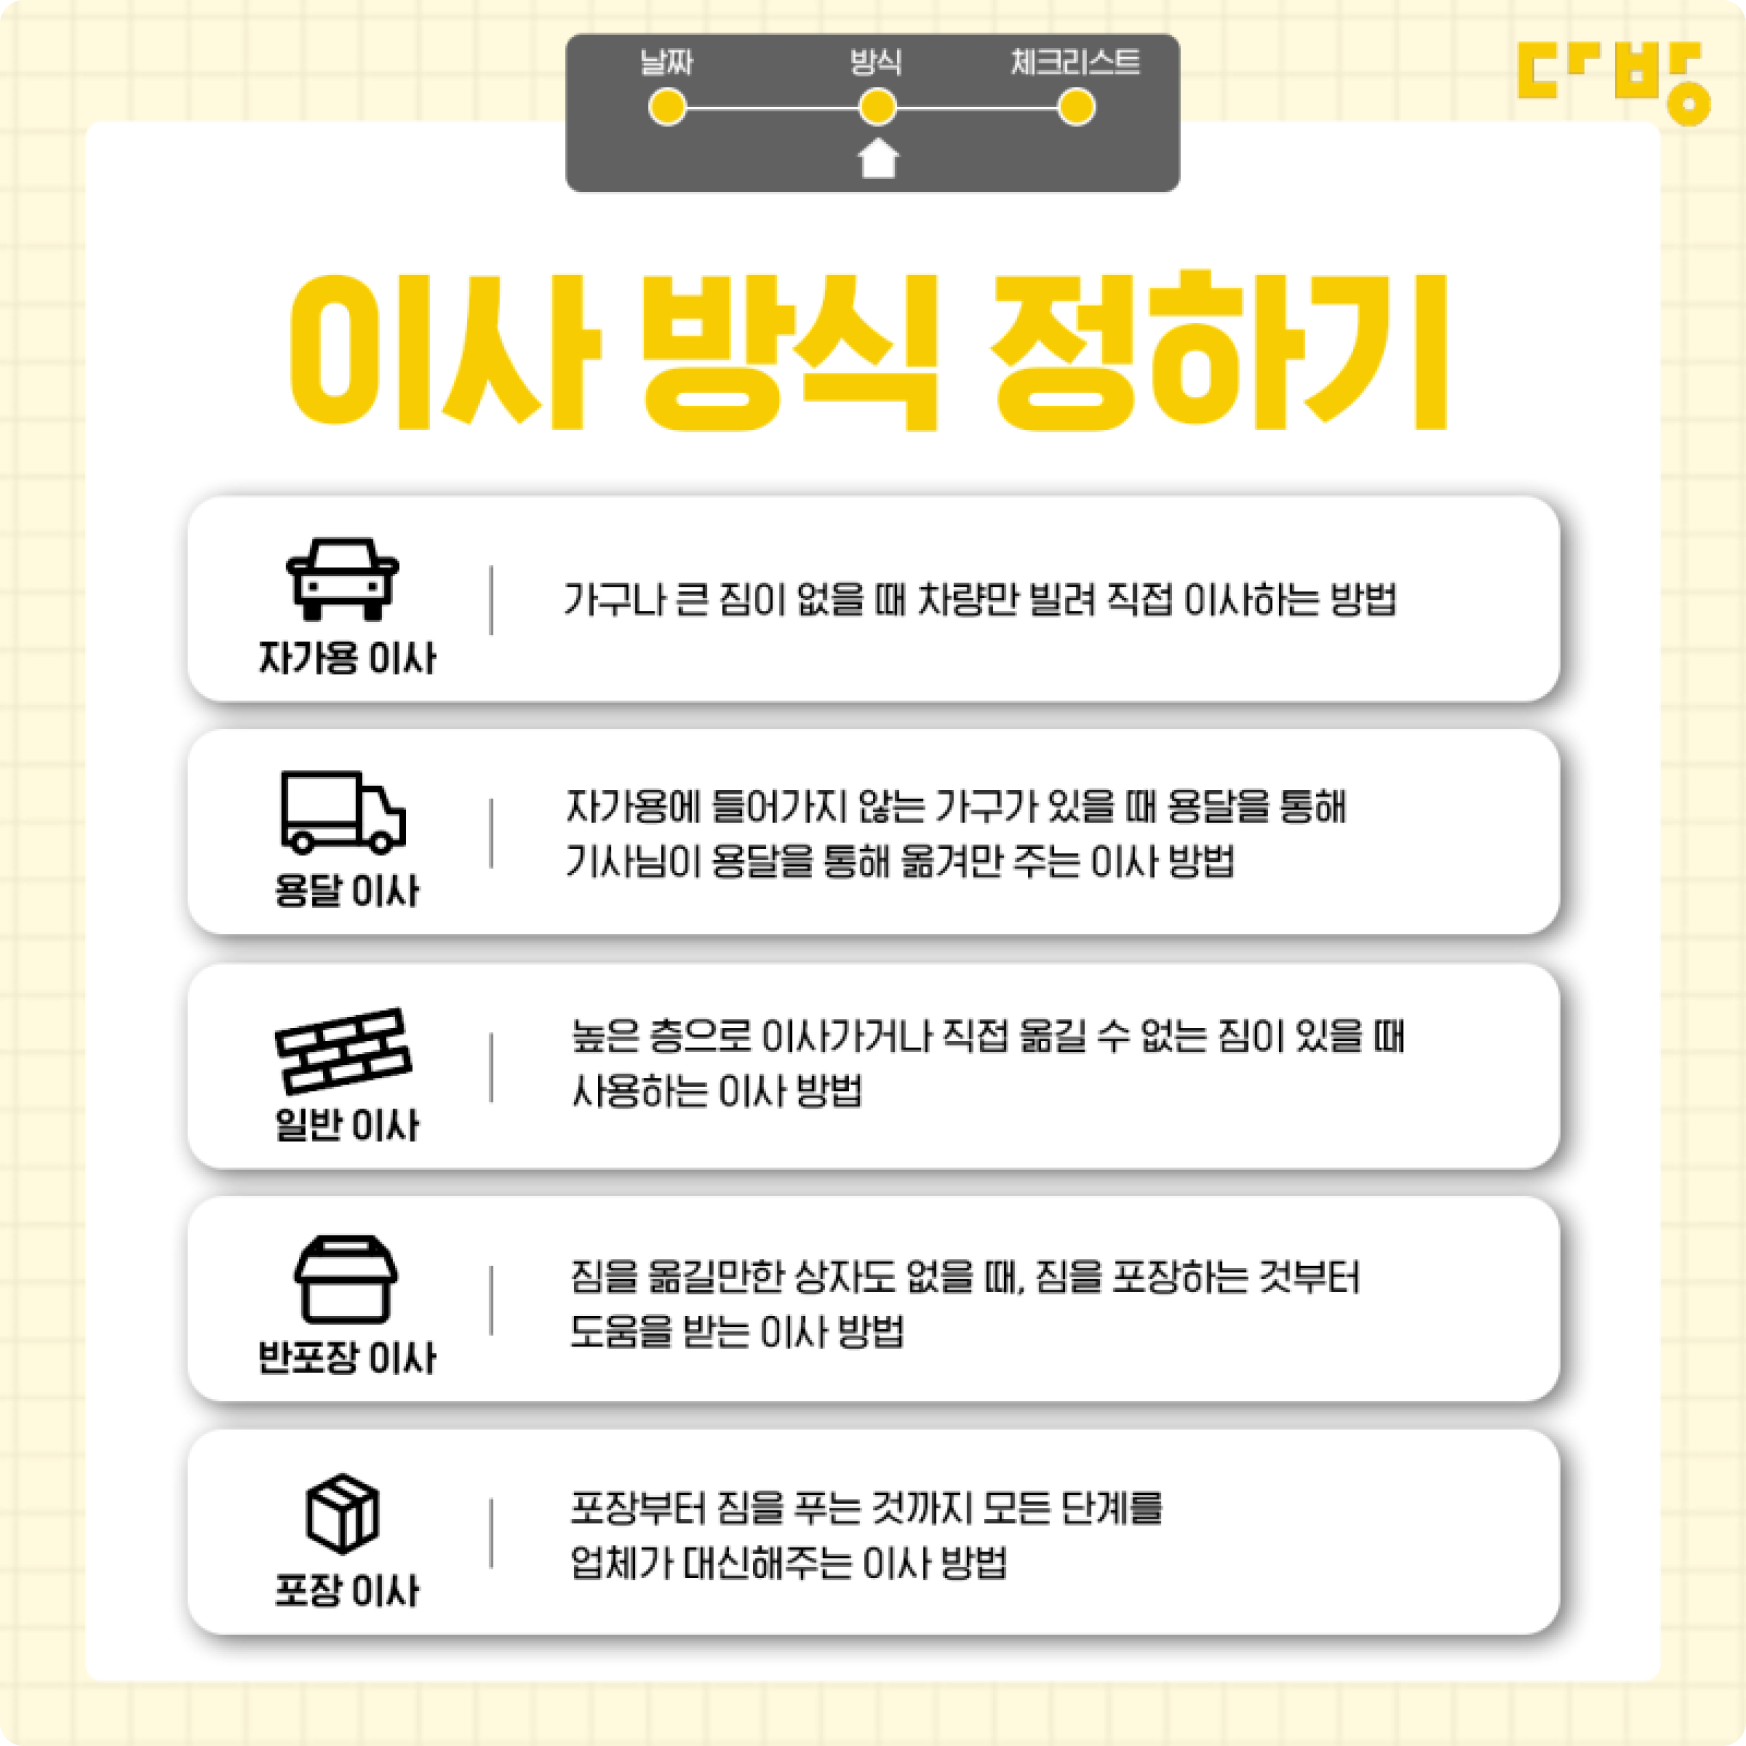 날짜 방식 체크리스트
다방
이사 방식 정하기
자가용 이사
가구나 큰 짐이 없을 때 차량만 빌려 직접 이사하는 방법
용달 이사
자가용에 들어가지 않는 가구가 있을 때 용달을 통해
기사님이 용달을 통해 옮겨만 주는 이사 방법
일반 이사
높은 층으로 이사가거나 직접 옮길 수 없는 짐이 있을 때
사용하는 이사 방법
반포장 이사
짐을 옮길만한 상자도 없을 때, 짐을 포장하는 것부터
도움을 받는 이사 방법
포장 이사
포장부터 짐을 푸는 것까지 모든 단계를
업체가 대신해주는 이사 방법